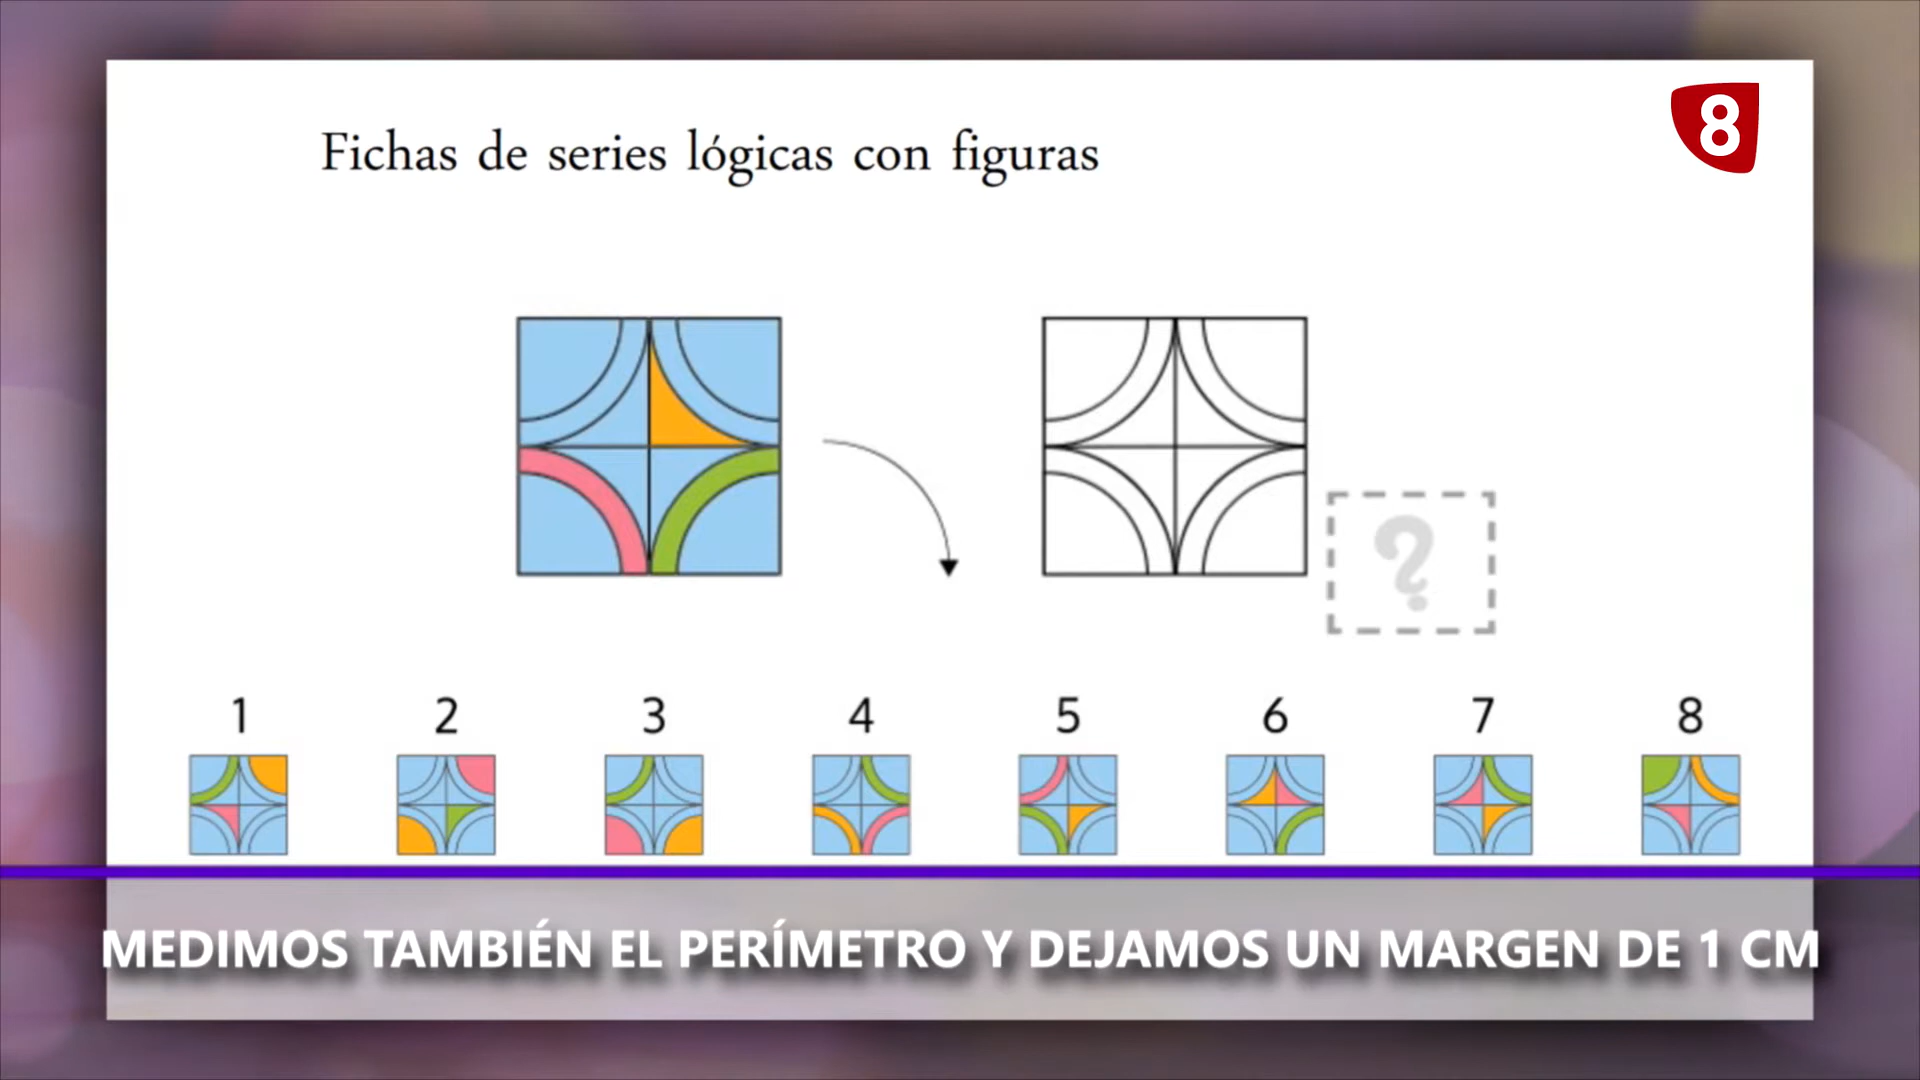 Fichas de series lógicas con figuras
8
?
1 2 3 4 5 6 7 8
MEDIMOS TAMBIÉN EL PERÍMETRO Y DEJAMOS UN MARGEN DE 1 CM